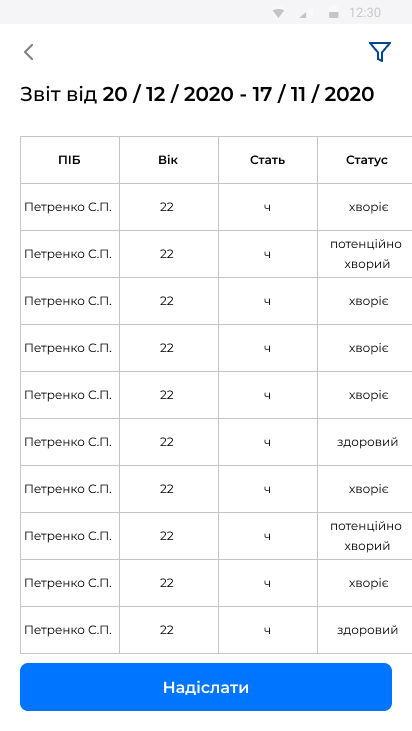 12:30
Звіт від 20 / 12 / 2020 - 17 / 11 / 2020
ПІБ Вік Стать Статус
Петренко С.П. 22 ч хворіє
Петренко С.П. 22 ч потенційно
хворий
Петренко С.П. 22 ч хворіє
Петренко С.П. 22 ч хворіє
Петренко С.П. 22 ч хворіє
Петренко С.П. 22 ч здоровий
Петренко С.П. 22 ч хворіє
Петренко С.П. 22 ч потенційно
хворий
Петренко С.П. 22 ч хворіє
Петренко С.П. 22 ч здоровий
Надіслати